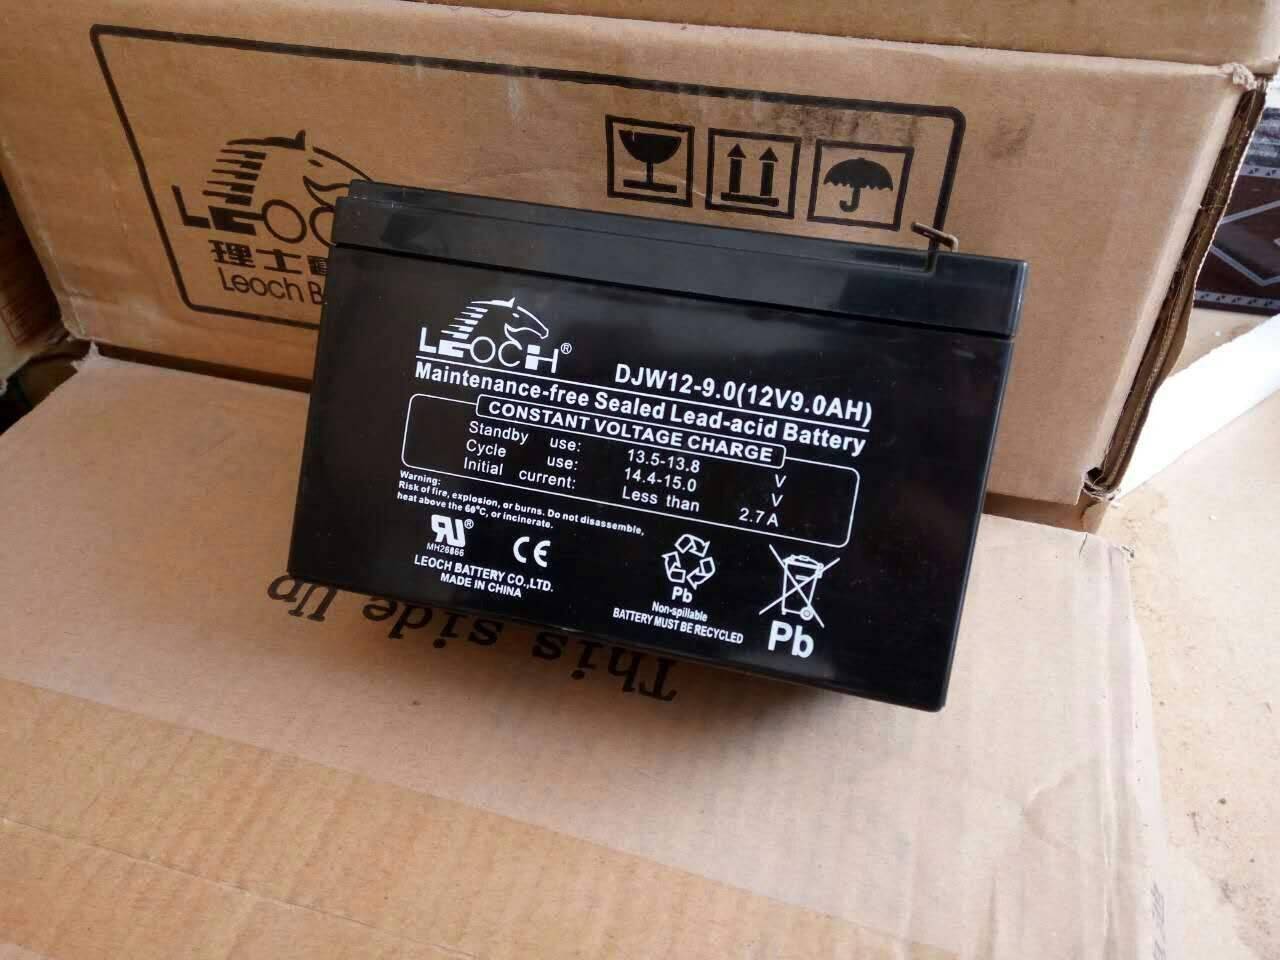 LEOCH
理士
Leoch B
LEOCH®
DJW12-9.0(12V9.0AH)
Maintenance-free Sealed Lead-acid Battery
CONSTANT VOLTAGE CHARGE
Standby use: 13.5-13.8 V
Cycle use: 14.4-15.0 V
Initial current: Less than 2.7 A
Warning:
Risk of fire, explosion, or burns. Do not disassemble,
heat above the 60°C, or incinerate.
RU®
MH26866
CE
LEOCH BATTERY CO.,LTD.
MADE IN CHINA
Pb
Non-spillable
BATTERY MUST BE RECYCLED
Pb
This side Up